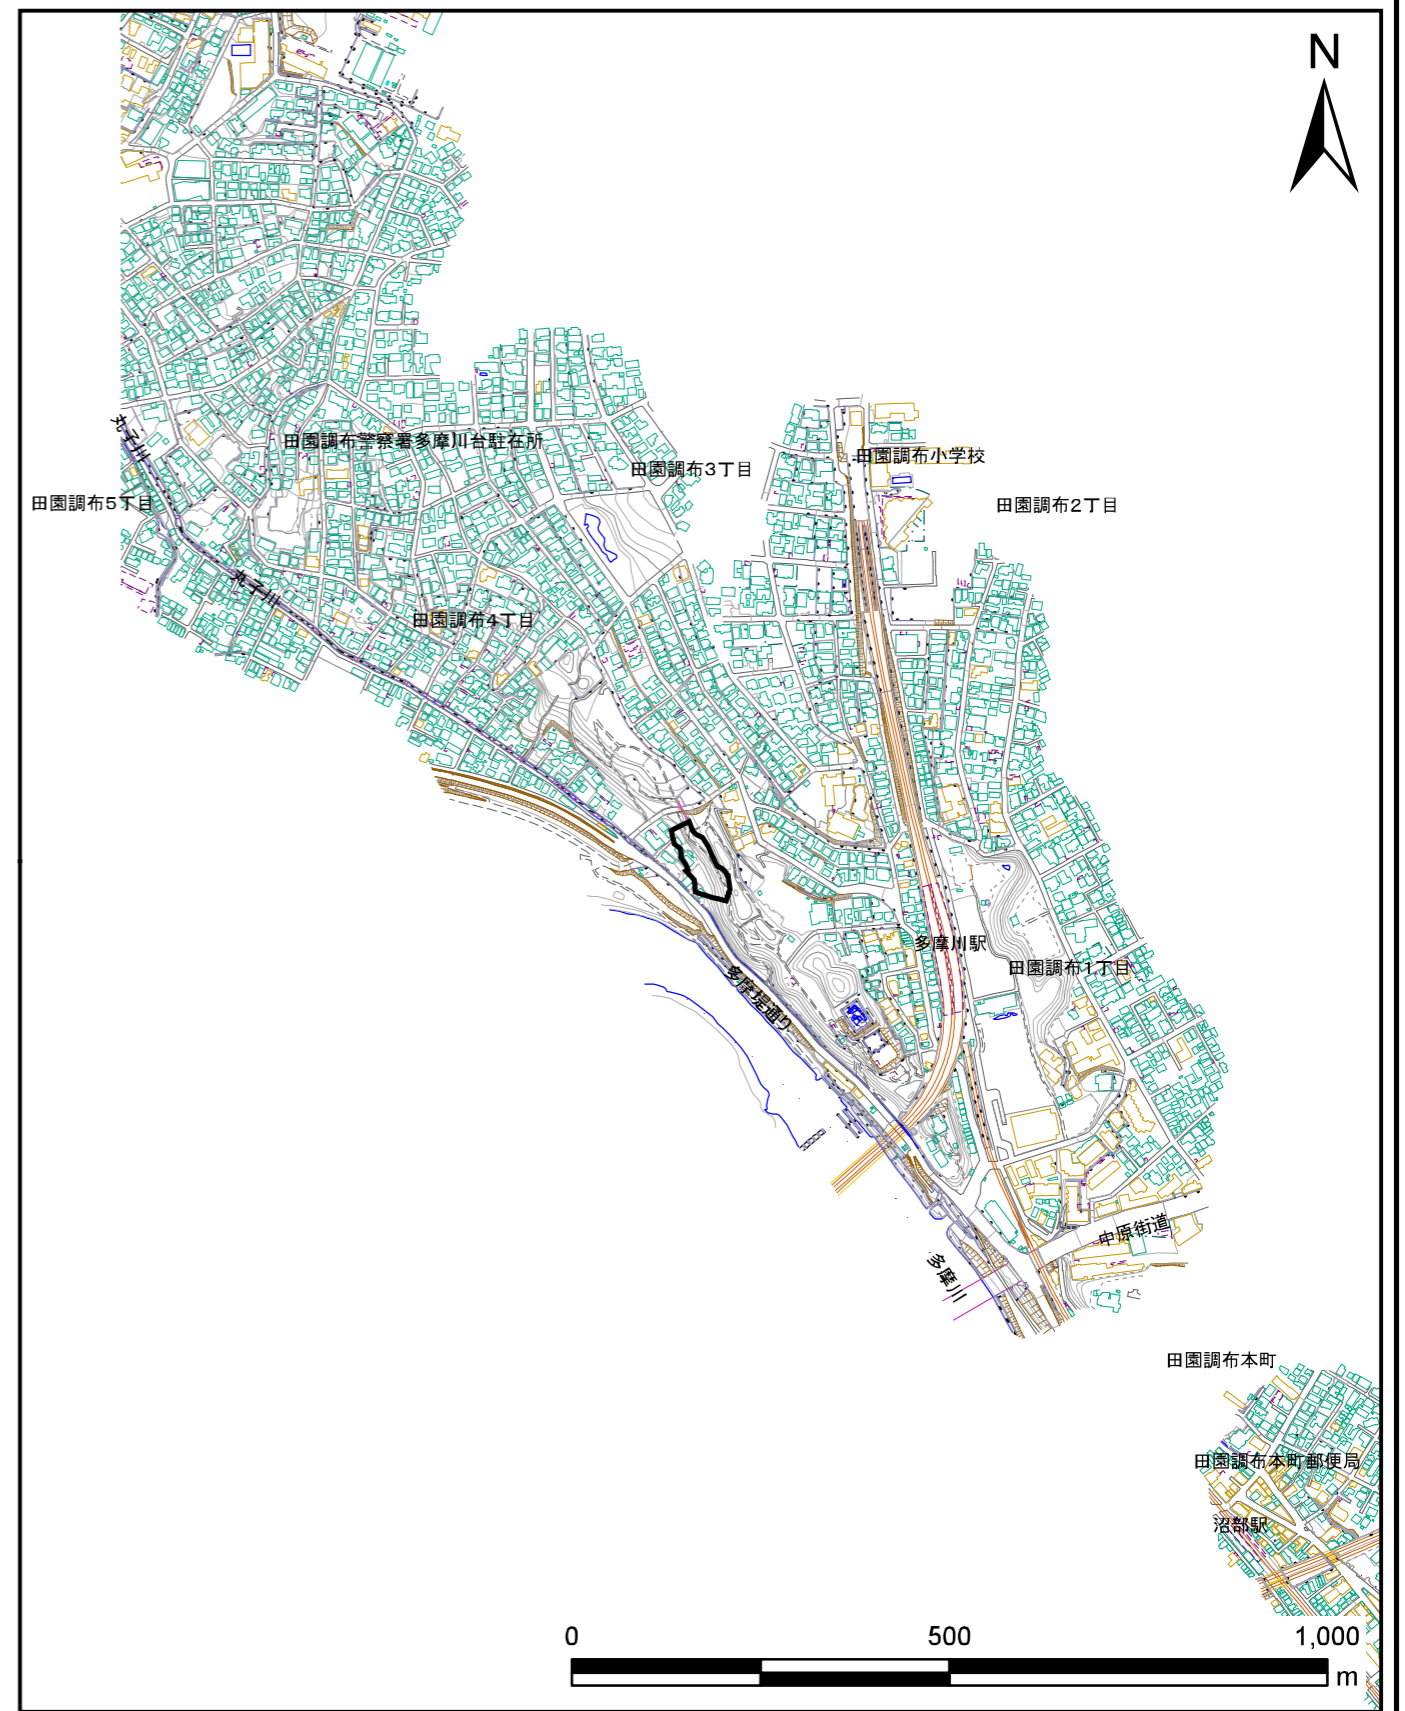 N
丸子川
田園調布警察署多摩川台駐在所
田園調布3丁目
田園調布小学校
田園調布5丁目
田園調布2丁目
丸子川
田園調布4丁目
多摩川駅
田園調布1丁目
多摩堤通り
中原街道
多摩川
田園調布本町
田園調布本町郵便局
沼部駅
0 500 1,000
m